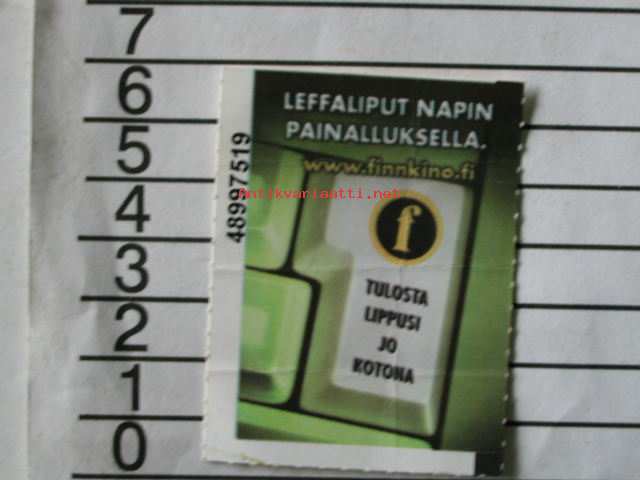 7
6
5
4
3
2
1
0
48997519
LEFFALIPUT NAPIN
PAINALLUKSELLA.
www.finnkino.fi
Antikvariaatti.net
f
TULOSTA
LIPPUSI
JO
KOTONA